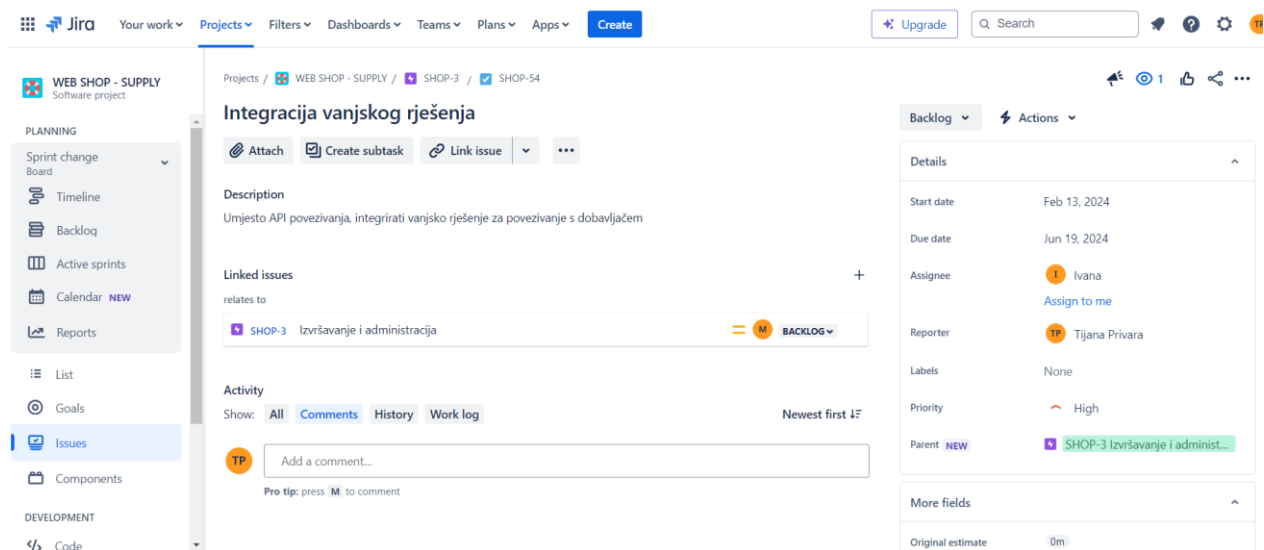 Jira Your work Projects Filters Dashboards Teams Plans Apps Create Upgrade Search TP
WEB SHOP - SUPPLY
Software project
PLANNING
Sprint change
Board
Timeline
Backlog
Active sprints
Calendar NEW
Reports
List
Goals
Issues
Components
DEVELOPMENT
Code
Projects / WEB SHOP - SUPPLY / SHOP-3 / SHOP-54
1
Integracija vanjskog rješenja
Attach Create subtask Link issue
Description
Umjesto API povezivanja, integrirati vanjsko rješenje za povezivanje s dobavljačem
Linked issues
relates to
SHOP-3 Izvršavanje i administracija M BACKLOG
Activity
Show: All Comments History Work log Newest first
TP Add a comment...
Pro tip: press M to comment
Backlog Actions
Details
Start date Feb 13, 2024
Due date Jun 19, 2024
Assignee I Ivana
Assign to me
Reporter TP Tijana Privara
Labels None
Priority High
Parent NEW SHOP-3 Izvršavanje i administ...
More fields
Original estimate 0m